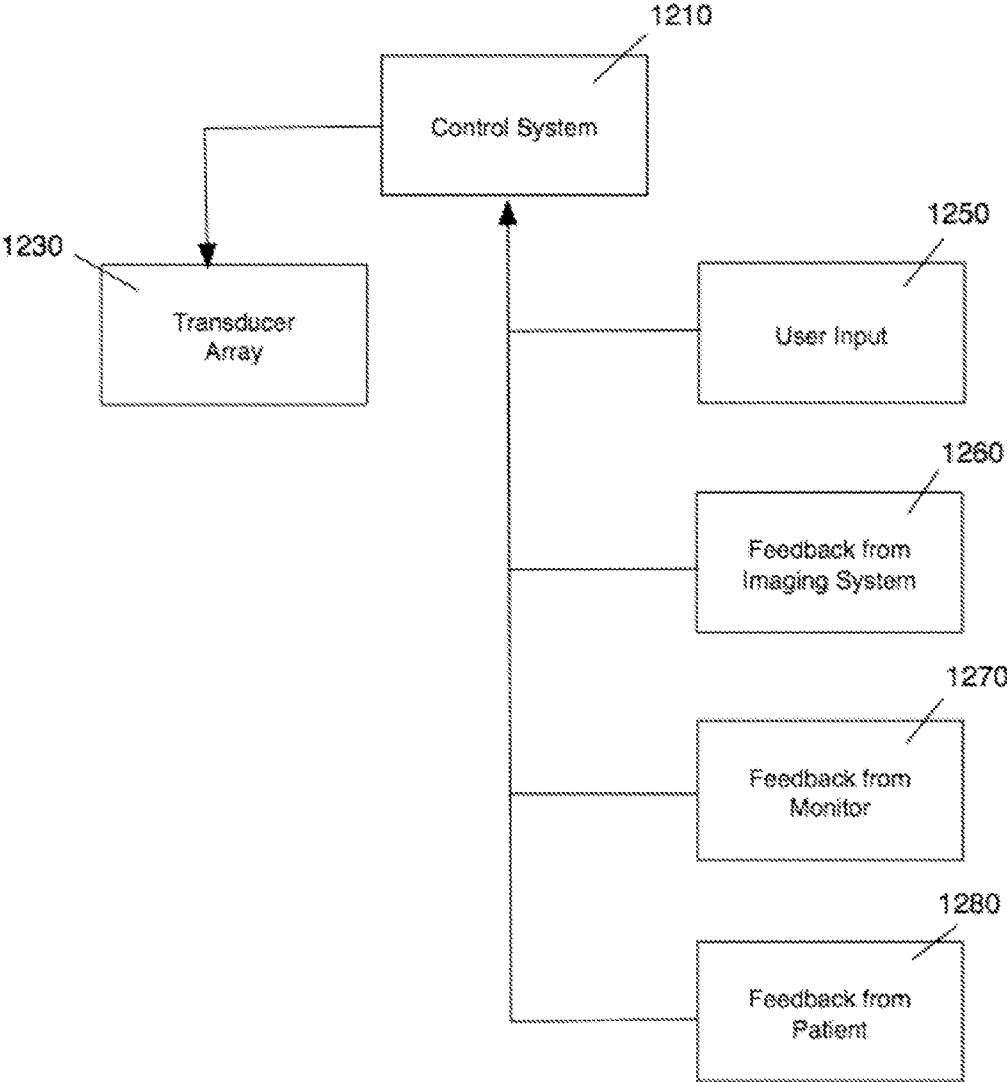 1210
Control System
1230
Transducer
Array
1250
User Input
1260
Feedback from
Imaging System
1270
Feedback from
Monitor
1280
Feedback from
Patient